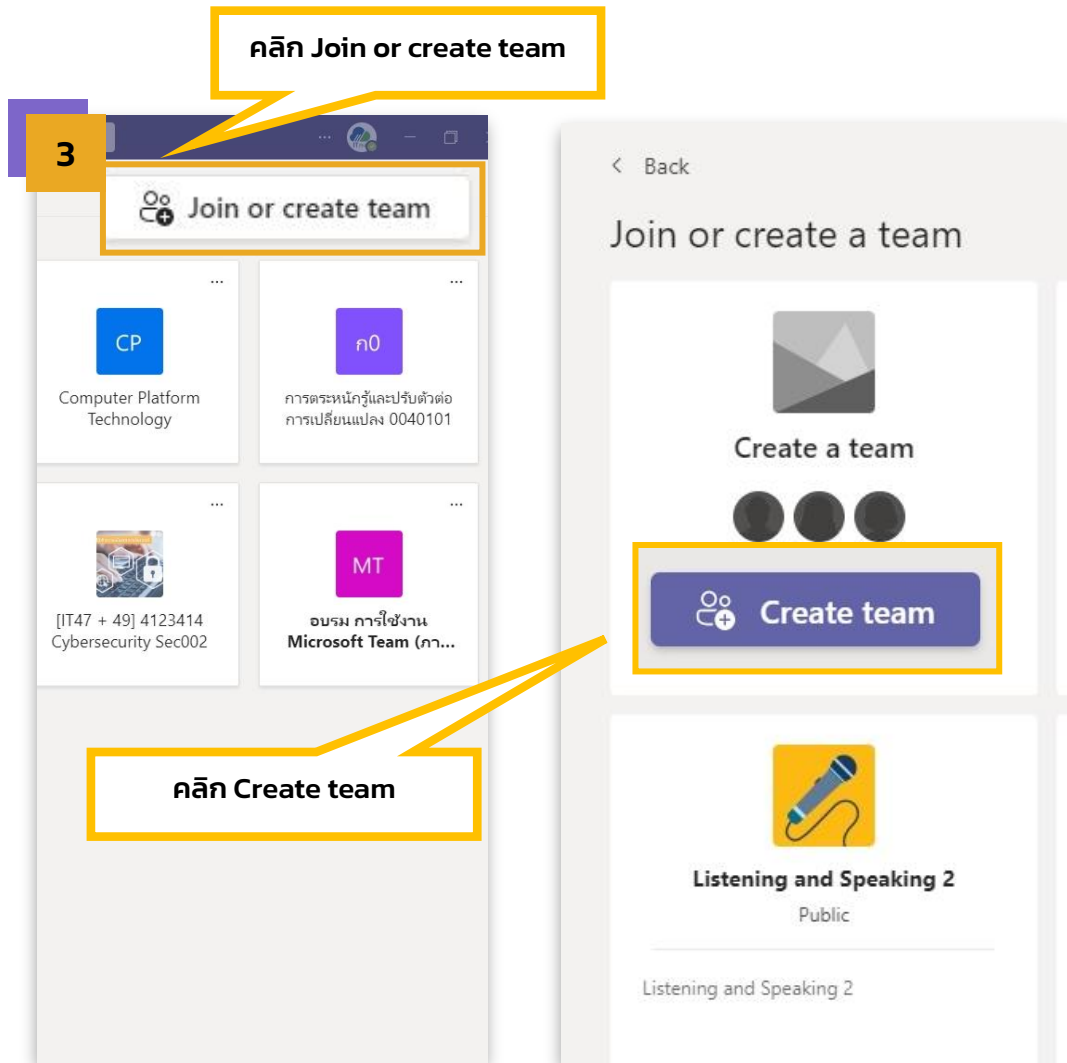 คลิก Join or create team
3
...
Join or create team
...
...
CP
ก0
Computer Platform
Technology
การตระหนักรู้และปรับตัวต่อ
การเปลี่ยนแปลง 0040101
...
...
MT
[IT47 + 49] 4123414
Cybersecurity Sec002
อบรม การใช้งาน
Microsoft Team (ภา...
คลิก Create team
< Back
Join or create a team
Create a team
Create team
Listening and Speaking 2
Public
Listening and Speaking 2